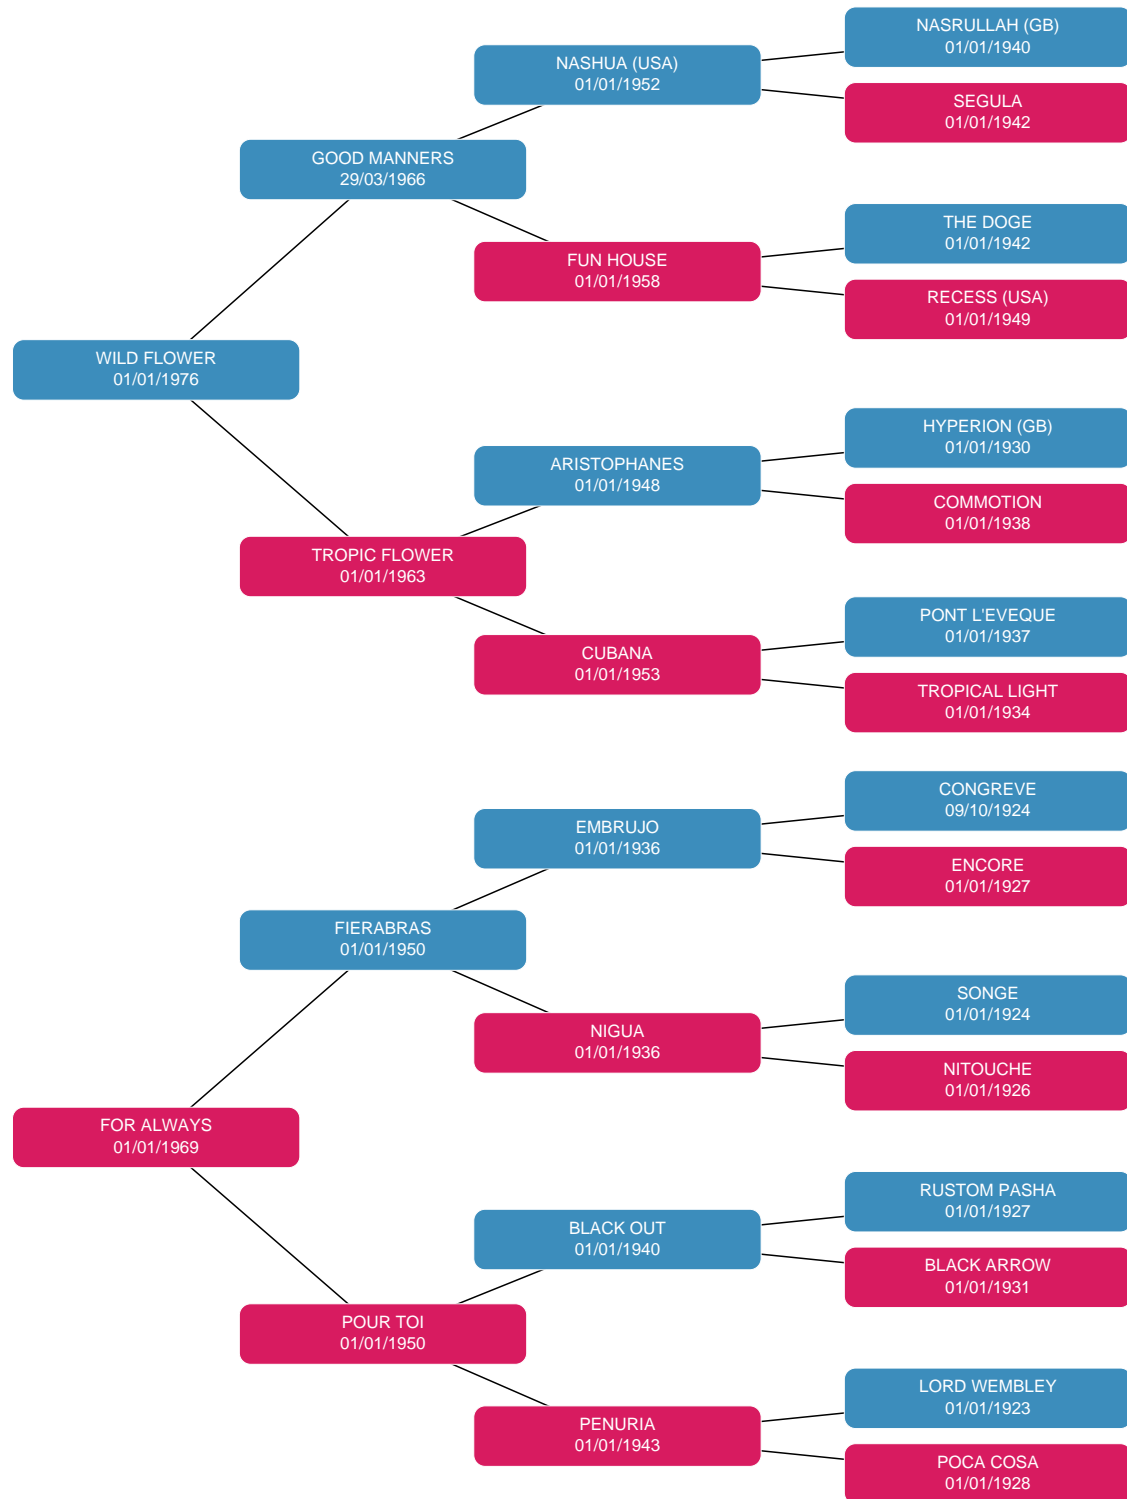 NASRULLAH (GB)
01/01/1940
NASHUA (USA)
01/01/1952
SEGULA
01/01/1942
GOOD MANNERS
29/03/1966
THE DOGE
01/01/1942
FUN HOUSE
01/01/1958
RECESS (USA)
01/01/1949
WILD FLOWER
01/01/1976
HYPERION (GB)
01/01/1930
ARISTOPHANES
01/01/1948
COMMOTION
01/01/1938
TROPIC FLOWER
01/01/1963
PONT L'EVEQUE
01/01/1937
CUBANA
01/01/1953
TROPICAL LIGHT
01/01/1934
CONGREVE
09/10/1924
EMBRUJO
01/01/1936
ENCORE
01/01/1927
FIERABRAS
01/01/1950
SONGE
01/01/1924
NIGUA
01/01/1936
NITOUCHE
01/01/1926
FOR ALWAYS
01/01/1969
RUSTOM PASHA
01/01/1927
BLACK OUT
01/01/1940
BLACK ARROW
01/01/1931
POUR TOI
01/01/1950
LORD WEMBLEY
01/01/1923
PENURIA
01/01/1943
POCA COSA
01/01/1928